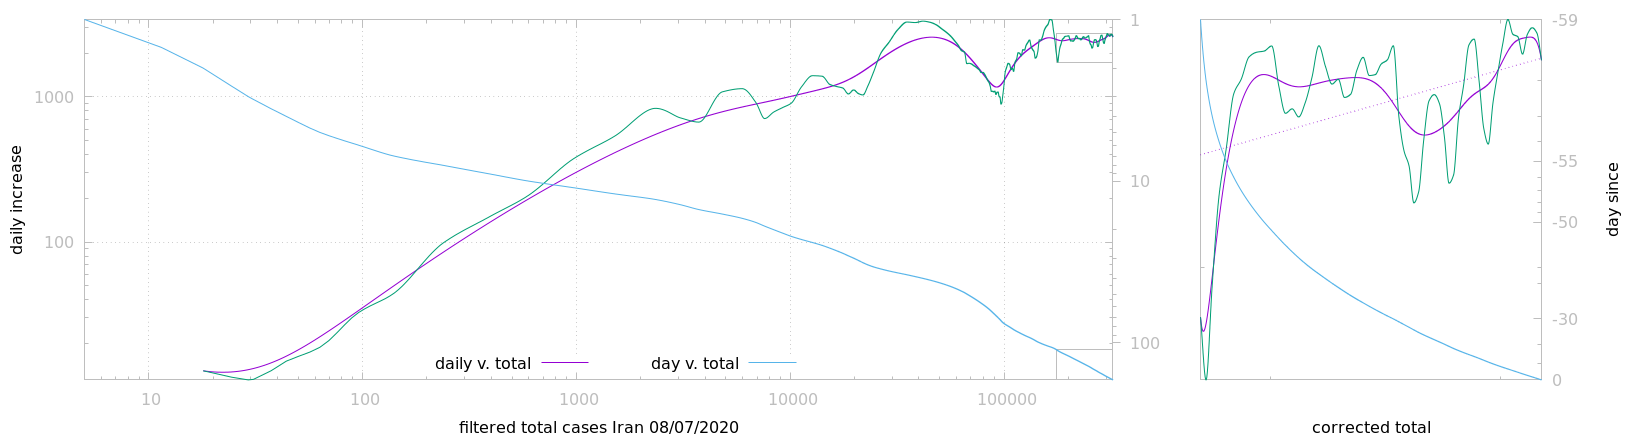 1
-59
1000
daily increase
-55
day since
10
-50
100
-30
100
daily v. total
day v. total
0
10
100
1000
10000
100000
filtered total cases Iran 08/07/2020
corrected total